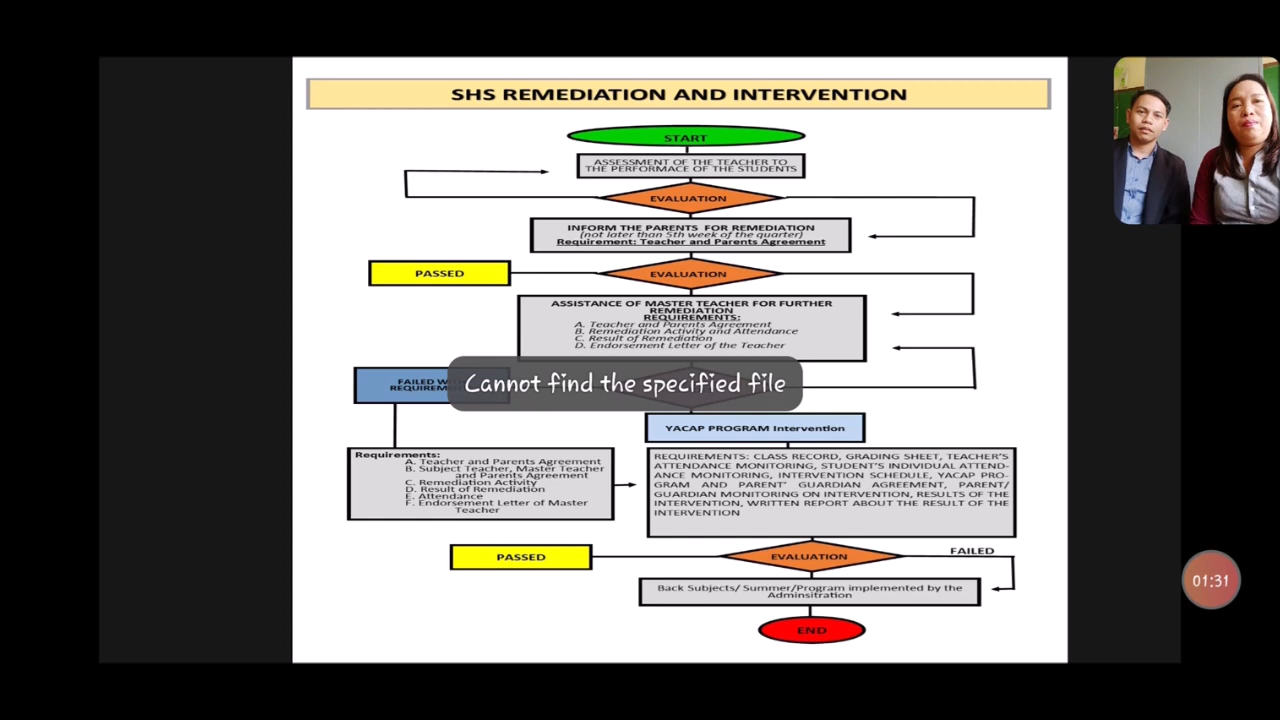 SHS REMEDIATION AND INTERVENTION
START
ASSESSMENT OF THE TEACHER TO
THE PERFORMACE OF THE STUDENTS
EVALUATION
INFORM THE PARENTS FOR REMEDIATION
(not later than 5th week of the quarter)
Requirement: Teacher and Parents Agreement
PASSED
EVALUATION
ASSISTANCE OF MASTER TEACHER FOR FURTHER
REMEDIATION
REQUIREMENTS:
A. Teacher and Parents Agreement
B. Remediation Activity and Attendance
C. Result of Remediation
D. Endorsement Letter of the Teacher
FAILED
Cannot find the specified file
YACAP PROGRAM Intervention
Requirements:
A. Teacher and Parents Agreement
B. Subject Teacher, Master Teacher
and Parents Agreement
C. Remediation Activity
D. Result of Remediation
E. Attendance
F. Endorsement Letter of Master
Teacher
REQUIREMENTS: CLASS RECORD, GRADING SHEET, TEACHER'S
ATTENDANCE MONITORING, STUDENT'S INDIVIDUAL ATTEND-
ANCE MONITORING, INTERVENTION SCHEDULE, YACAP PRO-
GRAM AND PARENT' GUARDIAN AGREEMENT, PARENT/
GUARDIAN MONITORING ON INTERVENTION, RESULTS OF THE
INTERVENTION, WRITTEN REPORT ABOUT THE RESULT OF THE
INTERVENTION
PASSED
EVALUATION
FAILED
Back Subjects/ Summer/Program implemented by the
Adminsitration
END
01:31